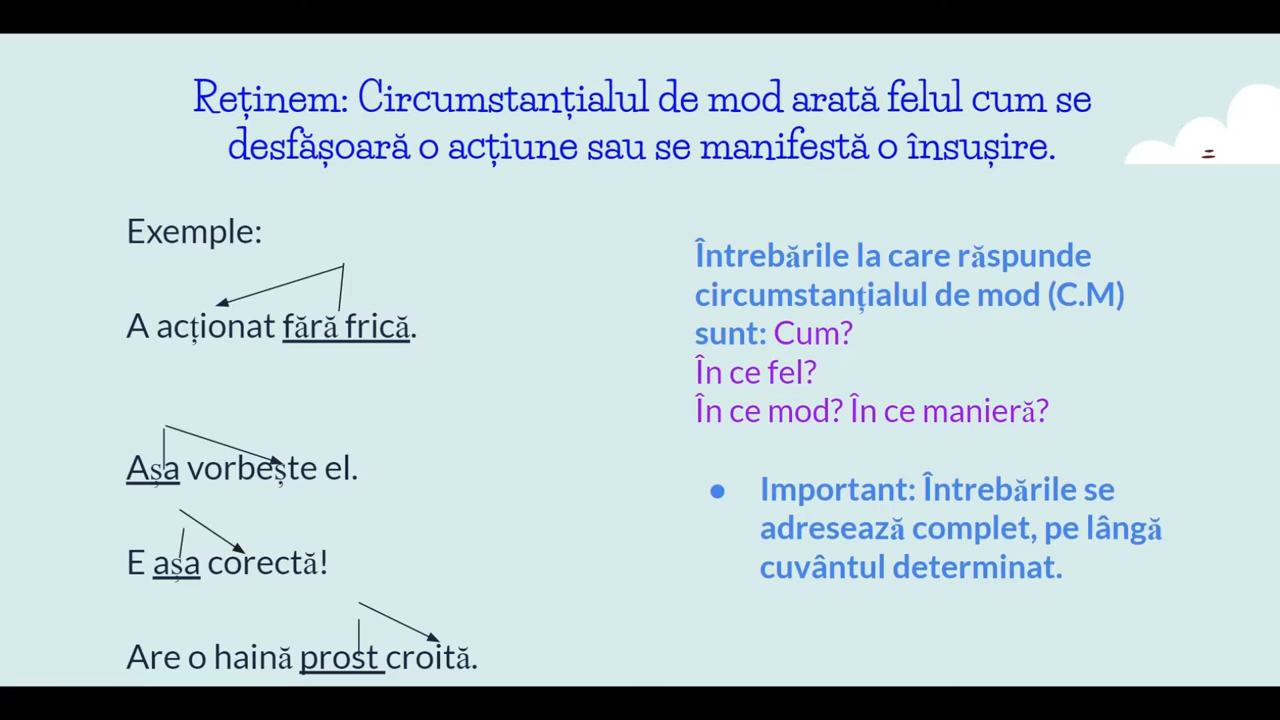 Reținem: Circumstanțialul de mod arată felul cum se
desfășoară o acțiune sau se manifestă o însușire.
Exemple:
A acționat fără frică.
Așa vorbește el.
E așa corectă!
Are o haină prost croită.
Întrebările la care răspunde
circumstanțialul de mod (C.M)
sunt: Cum?
În ce fel?
În ce mod? În ce manieră?
● Important: Întrebările se
adresează complet, pe lângă
cuvântul determinat.